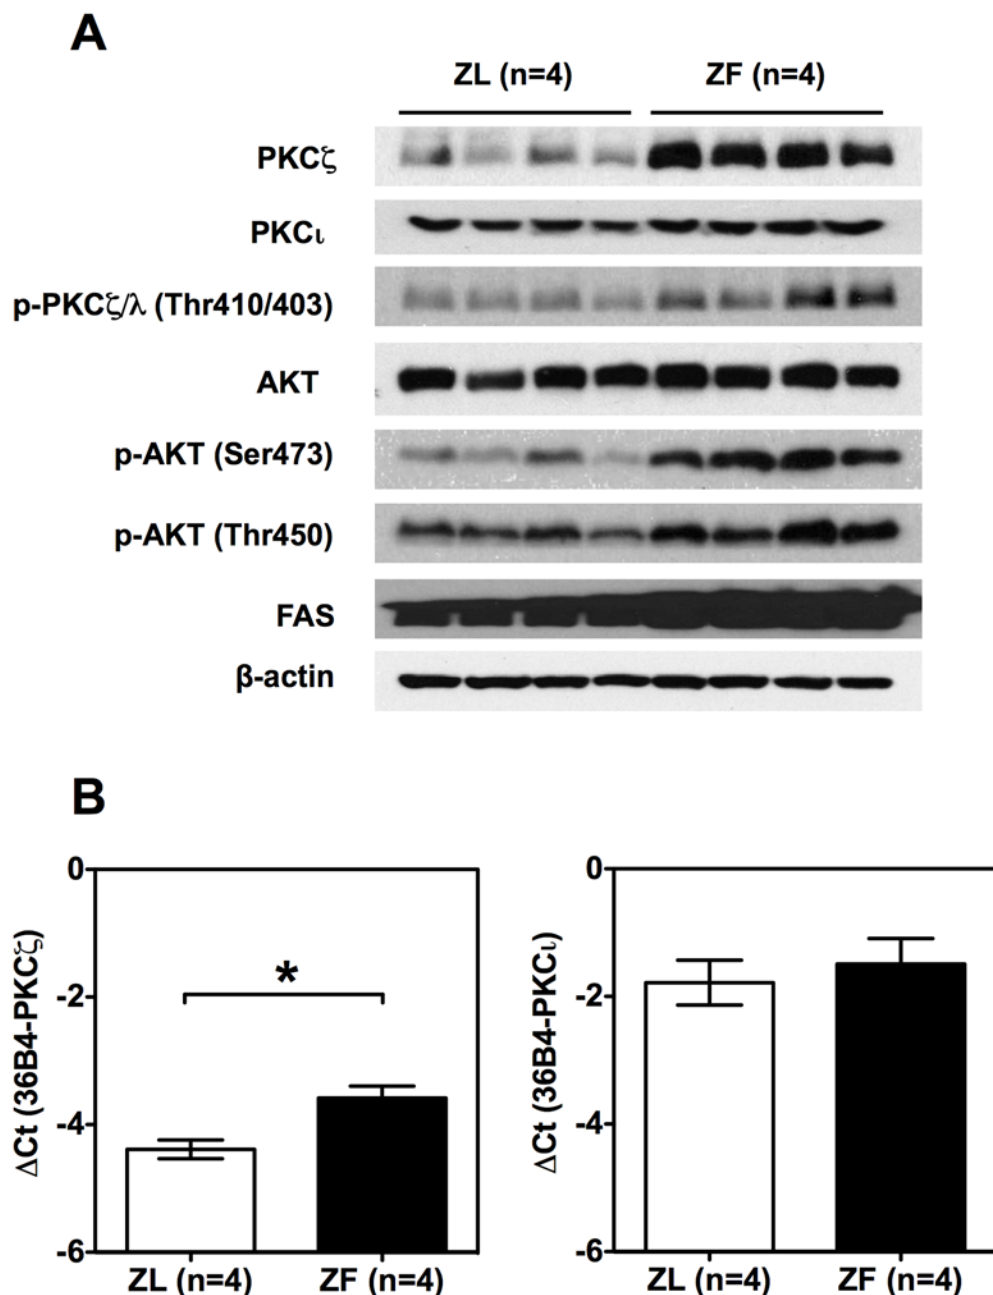 A
ZL (n=4) ZF (n=4)
PKCζ
PKCι
p-PKCζ/λ (Thr410/403)
AKT
p-AKT (Ser473)
p-AKT (Thr450)
FAS
β-actin
B
ΔCt (36B4-PKCζ)
0
-2
-4
-6
*
ZL (n=4) ZF (n=4)
ΔCt (36B4-PKCι)
0
-2
-4
-6
ZL (n=4) ZF (n=4)